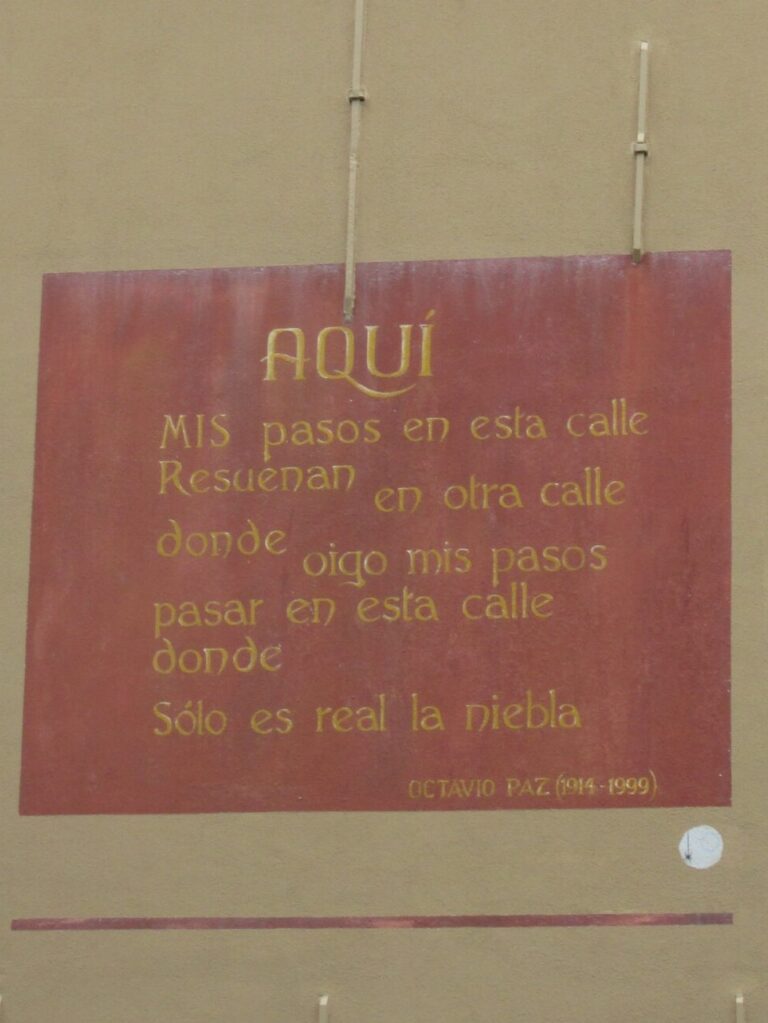 AQUÍ
MIS pasos en esta calle
Resuenan en otra calle
donde oigo mis pasos
pasar en esta calle
donde
Sólo es real la niebla
OCTAVIO PAZ (1914-1999)